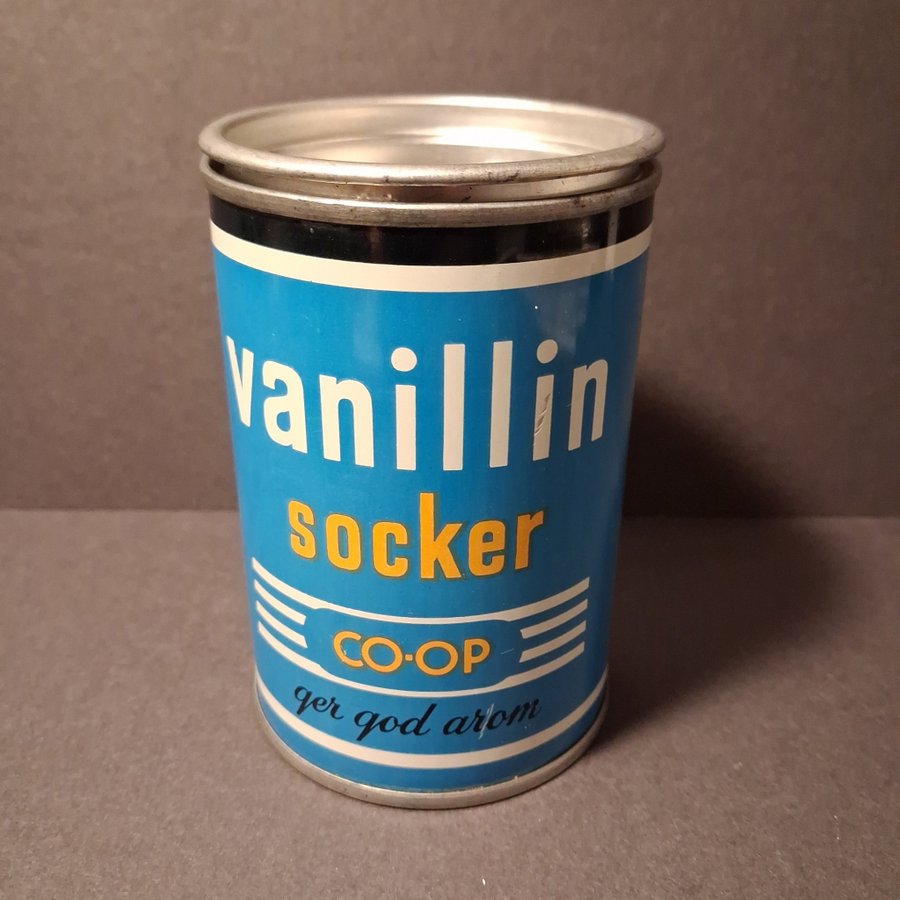 vanillin
socker
CO-OP
ger god arom